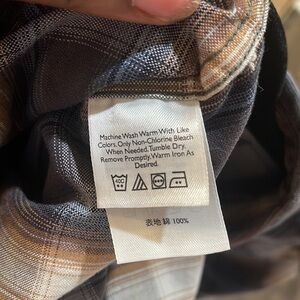 Machine Wash Warm With Like
Colors. Only Non-Chlorine Bleach
When Needed. Tumble Dry.
Remove Promptly. Warm Iron As
Desired.
40
表地 綿 100%